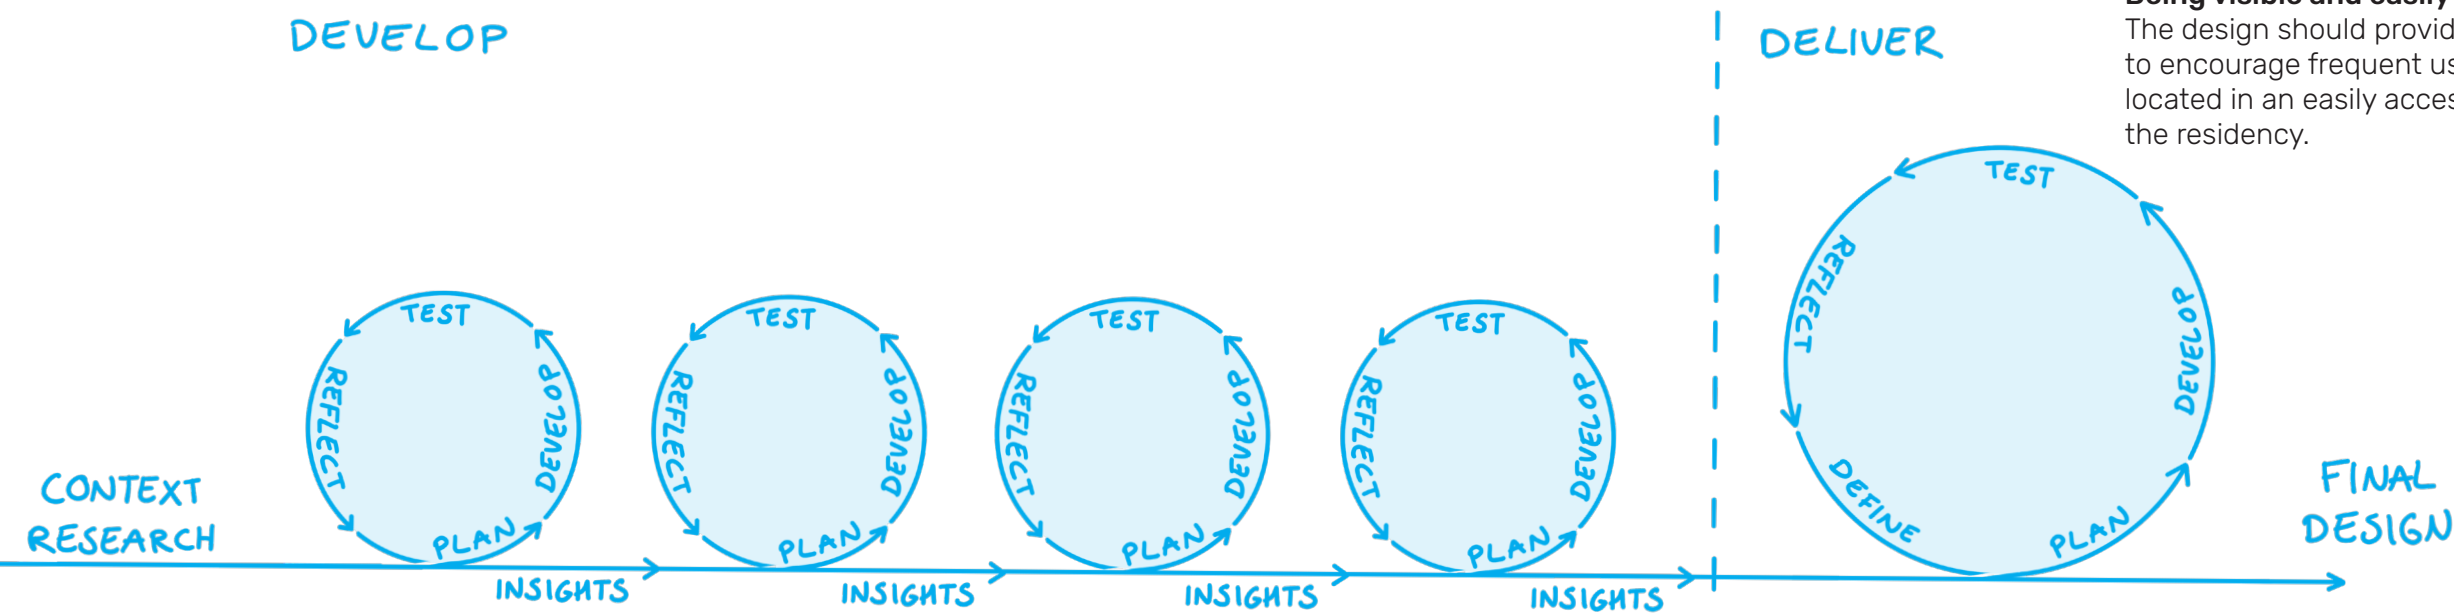 DEVELOP
DELIVER
The design should provid
to encourage frequent us
located in an easily acces
the residency.
CONTEXT
RESEARCH
TEST
REFLECT
DEVELOP
PLAN
INSIGHTS
TEST
REFLECT
DEVELOP
PLAN
INSIGHTS
TEST
REFLECT
DEVELOP
PLAN
INSIGHTS
TEST
REFLECT
DEVELOP
PLAN
INSIGHTS
TEST
REFLECT
DEVELOP
DEFINE
PLAN
FINAL
DESIGN